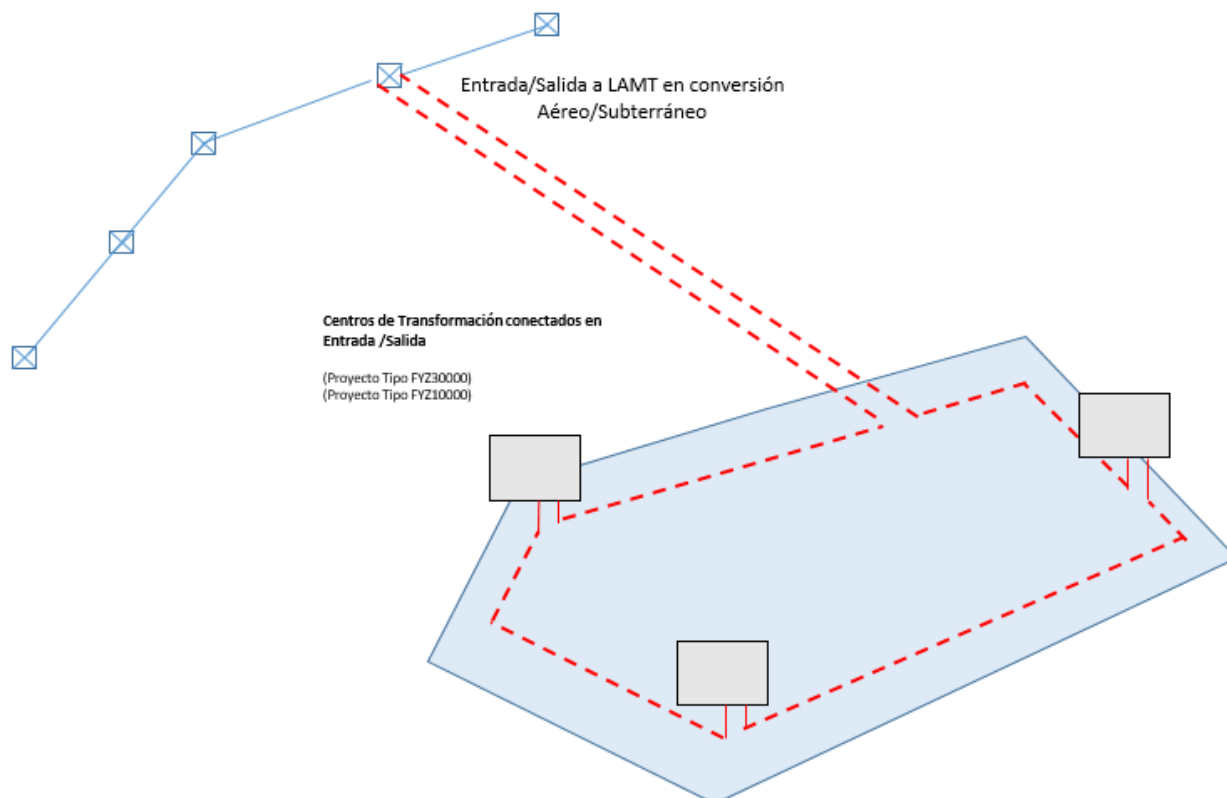 Entrada/Salida a LAMT en conversión
Aéreo/Subterráneo
Centros de Transformación conectados en
Entrada /Salida
(Proyecto Tipo FYZ30000)
(Proyecto Tipo FYZ10000)